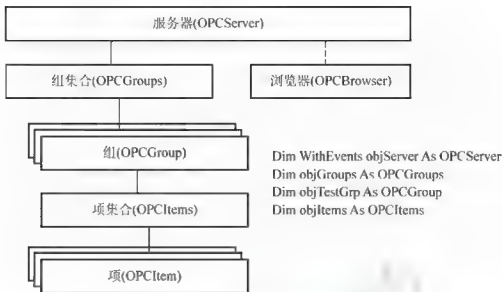 服务器(OPCServer)
组集合(OPCGroups)
浏览器(OPCBrowser)
组(OPCGroup)
Dim WithEvents objServer As OPCServer
Dim objGroups As OPCGroups
Dim objTestGrp As OPCGroup
Dim objItems As OPCItems
项集合(OPCItems)
项(OPCItem)